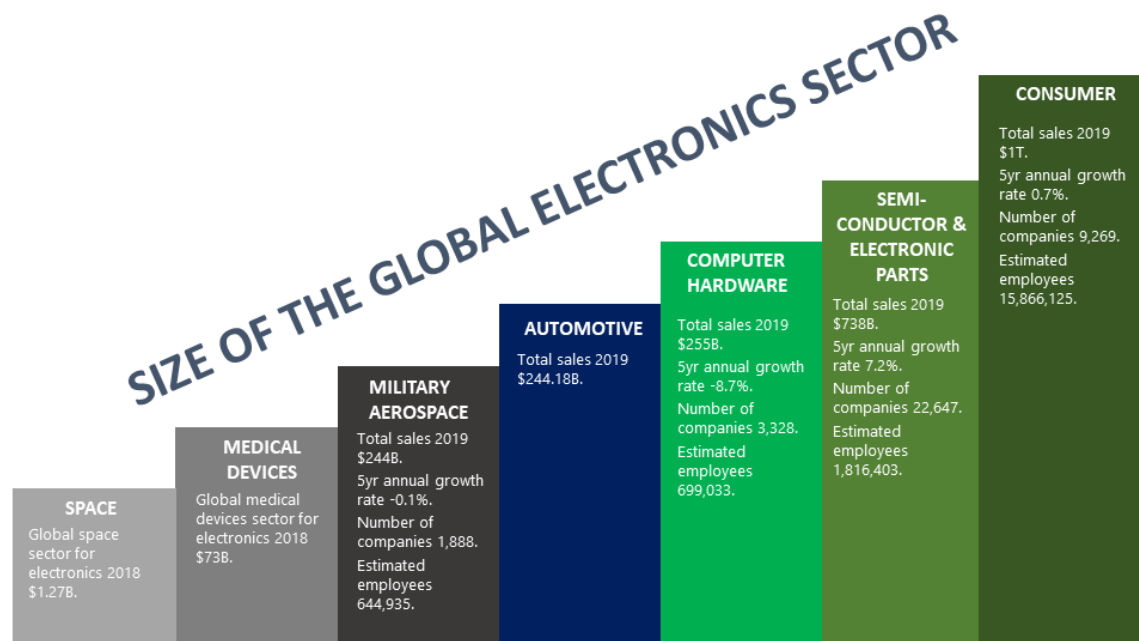 SIZE OF THE GLOBAL ELECTRONICS SECTOR
SPACE
Global space
sector for
electronics 2018
$1.27B.
MEDICAL
DEVICES
Global medical
devices sector for
electronics 2018
$73B.
MILITARY
AEROSPACE
Total sales 2019
$244B.
5yr annual growth
rate -0.1%.
Number of
companies 1,888.
Estimated
employees
644,935.
AUTOMOTIVE
Total sales 2019
$244.18B.
COMPUTER
HARDWARE
Total sales 2019
$255B.
5yr annual growth
rate -8.7%.
Number of
companies 3,328.
Estimated
employees
699,033.
SEMI-
CONDUCTOR &
ELECTRONIC
PARTS
Total sales 2019
$738B.
5yr annual growth
rate 7.2%.
Number of
companies 22,647.
Estimated
employees
1,816,403.
CONSUMER
Total sales 2019
$1T.
5yr annual growth
rate 0.7%.
Number of
companies 9,269.
Estimated
employees
15,866,125.